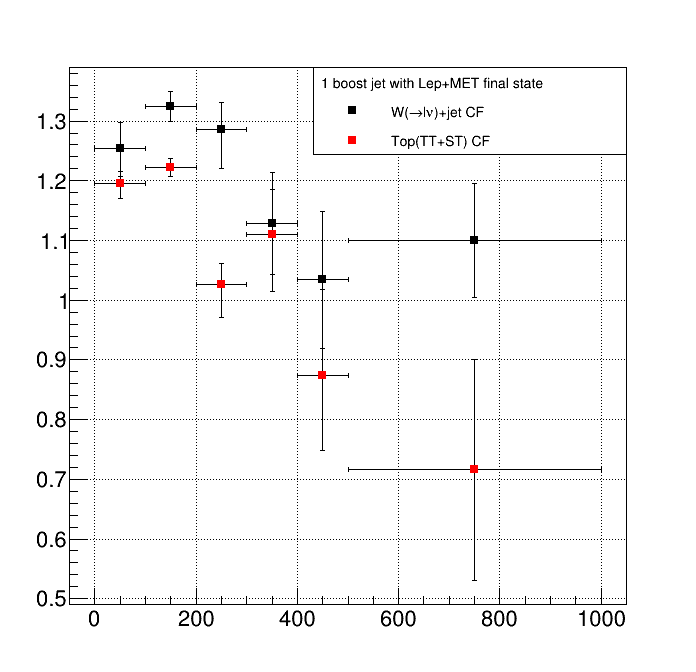 1 boost jet with Lep+MET final state
W(→lν)+jet CF
Top(TT+ST) CF
1.3
1.2
1.1
1
0.9
0.8
0.7
0.6
0.5
0 200 400 600 800 1000